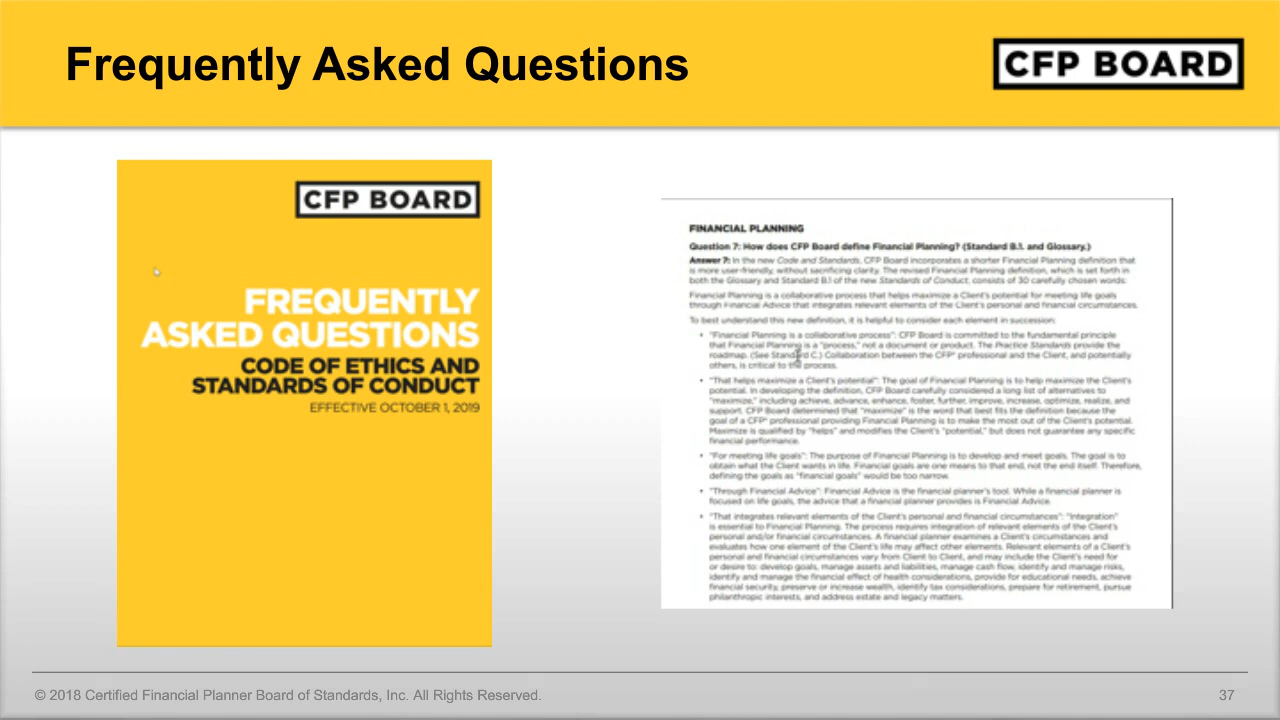 Frequently Asked Questions
CFP BOARD
CFP BOARD
FREQUENTLY
ASKED QUESTIONS
CODE OF ETHICS AND
STANDARDS OF CONDUCT
EFFECTIVE OCTOBER 1, 2019
FINANCIAL PLANNING
Question 7: How does CFP Board define Financial Planning? (Standard B.1. and Glossary.)
Answer 7: In the new Code and Standards, CFP Board incorporates a shorter Financial Planning definition that
is more user-friendly, without sacrificing clarity. The revised Financial Planning definition, which is set forth in
both the Glossary and Standard B.1 of the new Standards of Conduct, consists of 30 carefully chosen words:
Financial Planning is a collaborative process that helps maximize a Client's potential for meeting life goals
through Financial Advice that integrates relevant elements of the Client's personal and financial circumstances.
To best understand this new definition, it is helpful to consider each element in succession:
• "Financial Planning is a collaborative process": CFP Board is committed to the fundamental principle
that Financial Planning is a "process," not a document or product. The Practice Standards provide the
roadmap. (See Standard C.) Collaboration between the CFP® professional and the Client, and potentially
others, is critical to the process.
• "That helps maximize a Client's potential": The goal of Financial Planning is to help maximize the Client's
potential. In developing the definition, CFP Board carefully considered a long list of alternatives to
"maximize," including achieve, advance, enhance, foster, further, improve, increase, optimize, realize, and
support. CFP Board determined that "maximize" is the word that best fits the definition because the
goal of a CFP® professional providing Financial Planning is to make the most out of the Client's potential.
Maximize is qualified by "helps" and modifies the Client's "potential," but does not guarantee any specific
financial performance.
• "For meeting life goals": The purpose of Financial Planning is to develop and meet goals. The goal is to
obtain what the Client wants in life. Financial goals are one means to that end, not the end itself. Therefore,
defining the goals as "financial goals" would be too narrow.
• "Through Financial Advice": Financial Advice is the financial planner's tool. While a financial planner is
focused on life goals, the advice that a financial planner provides is Financial Advice.
• "That integrates relevant elements of the Client's personal and financial circumstances": "Integration"
is essential to Financial Planning. The process requires integration of relevant elements of the Client's
personal and/or financial circumstances. A financial planner examines a Client's circumstances and
evaluates how one element of the Client's life may affect other elements. Relevant elements of a Client's
personal and financial circumstances vary from Client to Client, and may include the Client's need for
or desire to: develop goals, manage assets and liabilities, manage cash flow, identify and manage risks,
identify and manage the financial effect of health considerations, provide for educational needs, achieve
financial security, preserve or increase wealth, identify tax considerations, prepare for retirement, pursue
philanthropic interests, and address estate and legacy matters.
© 2018 Certified Financial Planner Board of Standards, Inc. All Rights Reserved.
37